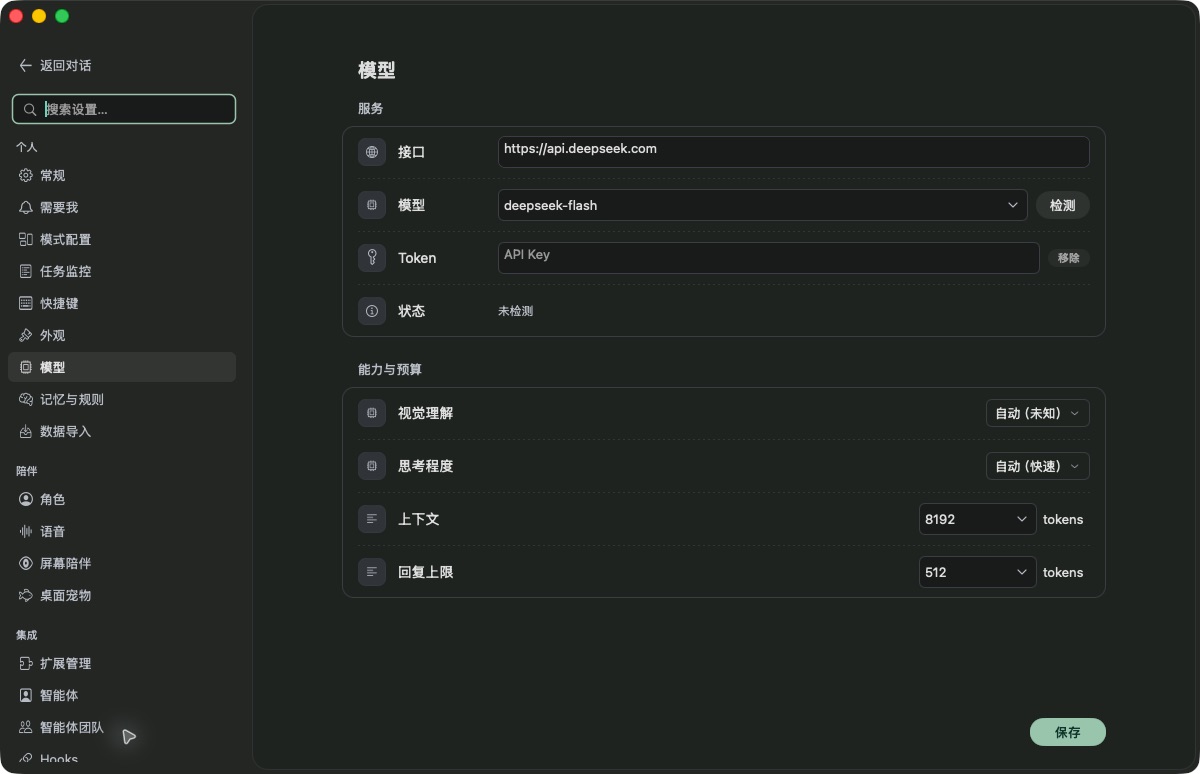 返回对话
搜索设置...
个人
常规
需要我
模式配置
任务监控
快捷键
外观
模型
记忆与规则
数据导入
陪伴
角色
语音
屏幕陪伴
桌面宠物
集成
扩展管理
智能体
智能体团队
Hooks
模型
服务
接口 https://api.deepseek.com
模型 deepseek-flash 检测
Token API Key 移除
状态 未检测
能力与预算
视觉理解 自动 (未知)
思考程度 自动 (快速)
上下文 8192 tokens
回复上限 512 tokens
保存